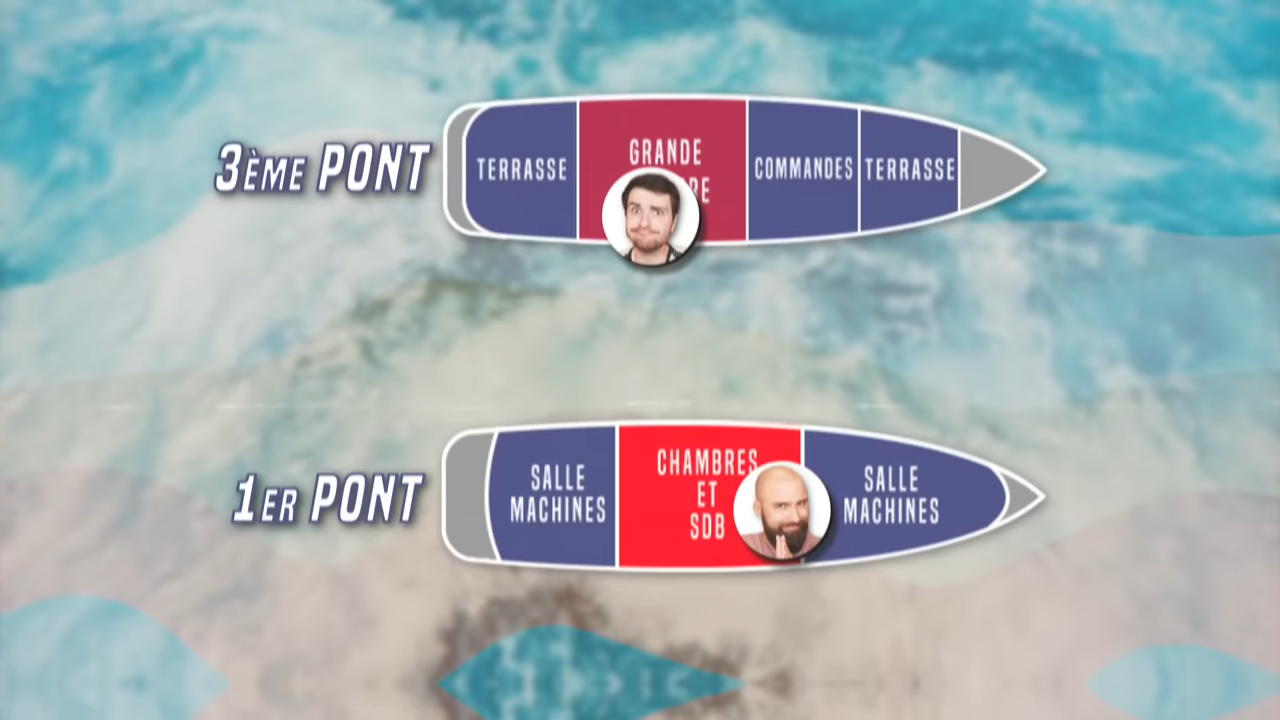 3ÈME PONT
TERRASSE
GRANDE
COMMANDES
TERRASSE
1ER PONT
SALLE
MACHINES
CHAMBRES
ET
SDB
SALLE
MACHINES